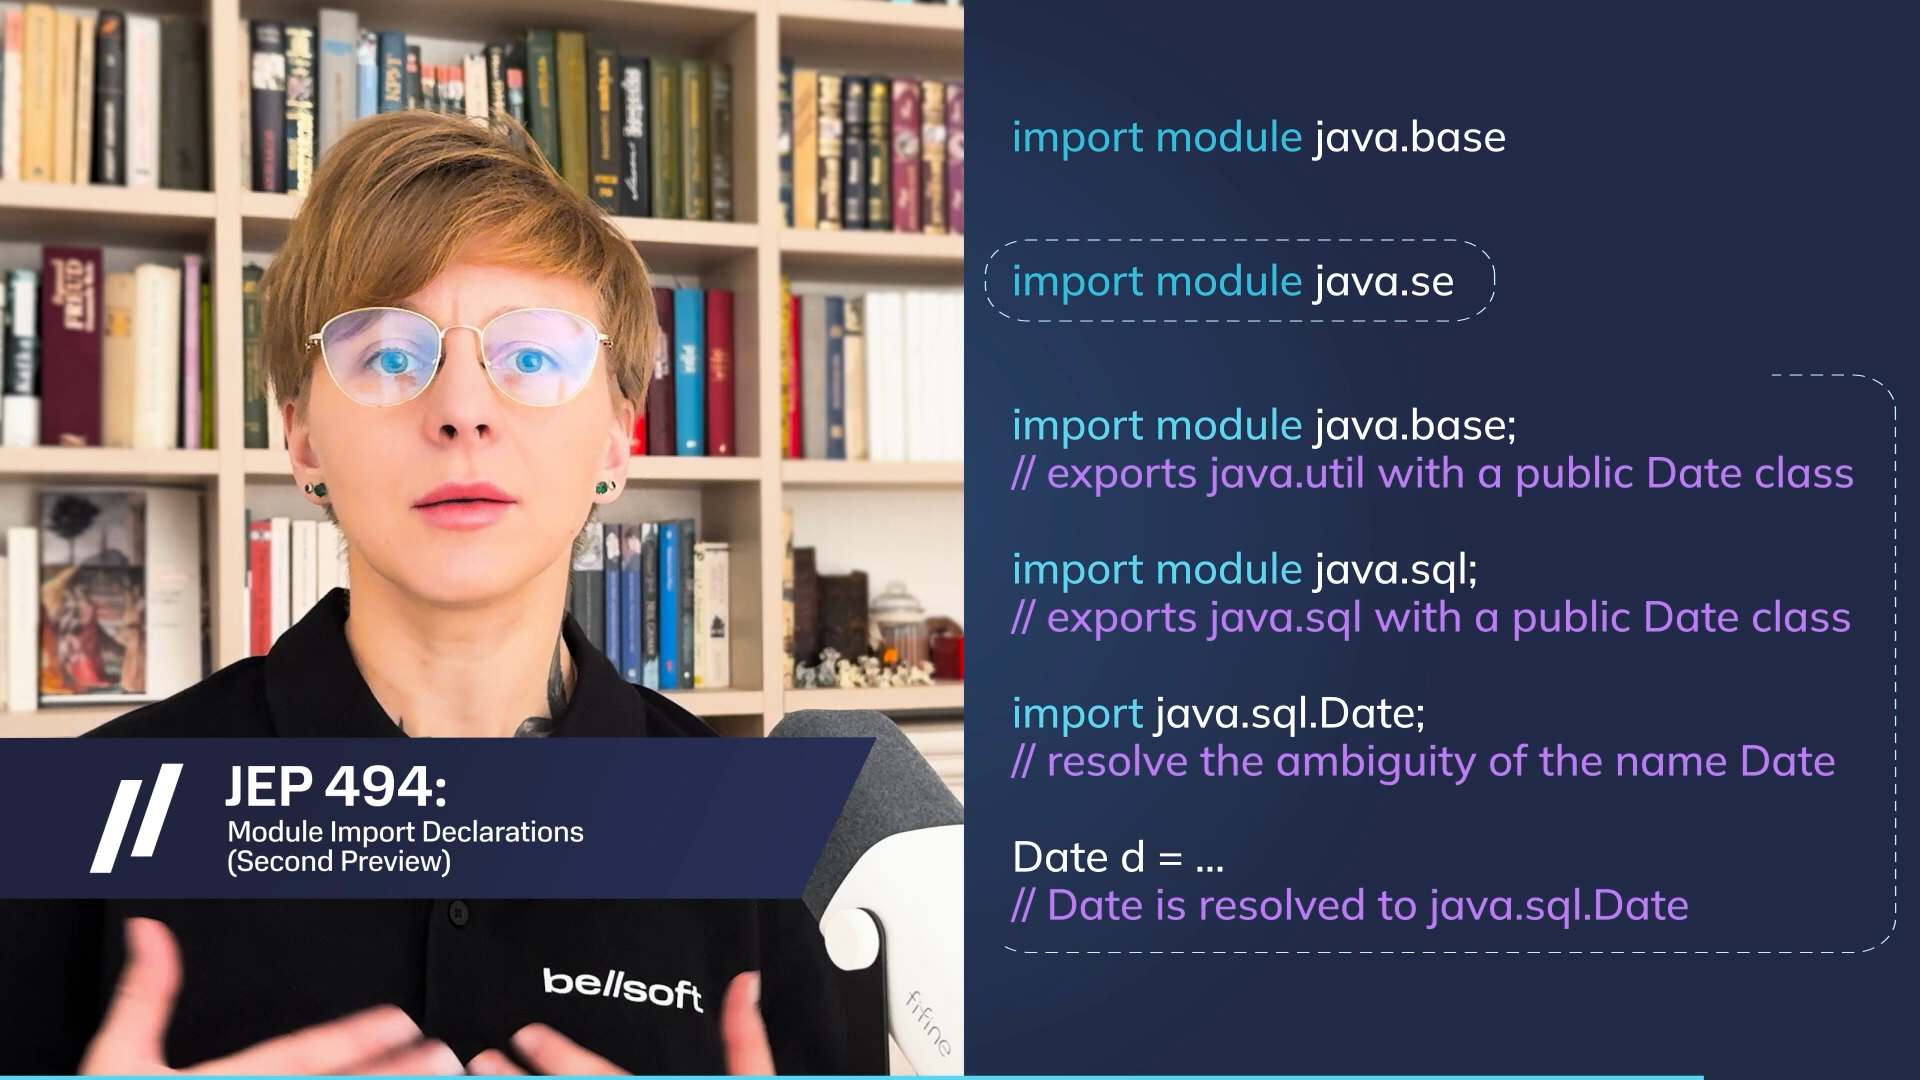 import module java.base
import module java.se
import module java.base;
// exports java.util with a public Date class
import module java.sql;
// exports java.sql with a public Date class
import java.sql.Date;
// resolve the ambiguity of the name Date
Date d = ...
// Date is resolved to java.sql.Date
JEP 494:
Module Import Declarations
(Second Preview)
bellsoft
fifine
FREUD
Kafka